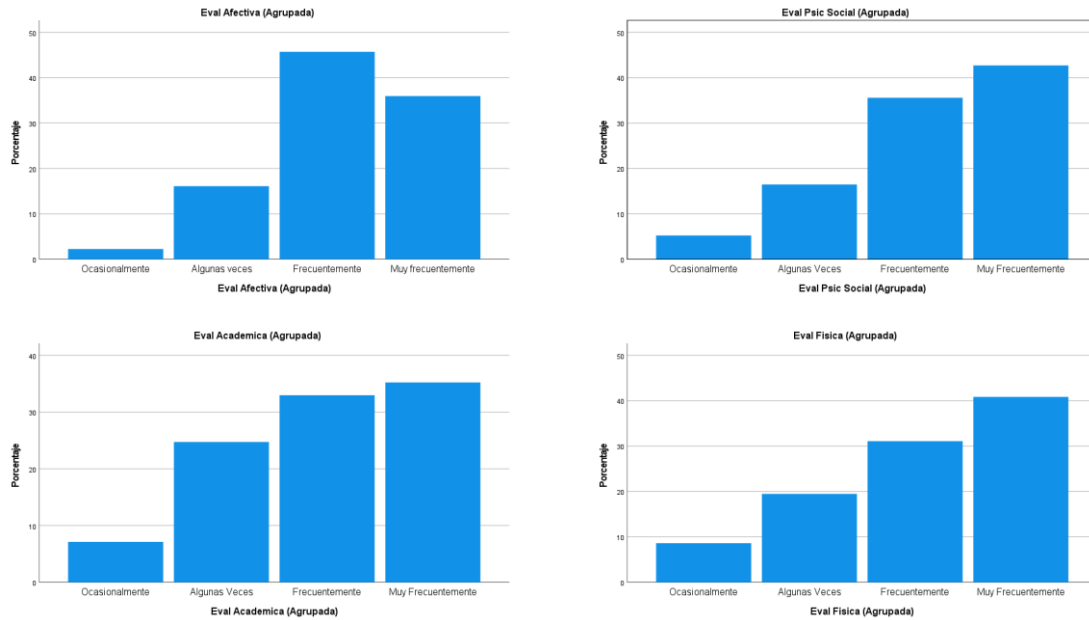 Eval Afectiva (Agrupada)
50
40
30
20
10
0
Porcentaje
Ocasionalmente Algunas veces Frecuentemente Muy frecuentemente
Eval Afectiva (Agrupada)
Eval Psic Social (Agrupada)
50
40
30
20
10
0
Porcentaje
Ocasionalmente Algunas Veces Frecuentemente Muy Frecuentemente
Eval Psic Social (Agrupada)
Eval Academica (Agrupada)
40
30
20
10
0
Porcentaje
Ocasionalmente Algunas Veces Frecuentemente Muy Frecuentemente
Eval Academica (Agrupada)
Eval Fisica (Agrupada)
50
40
30
20
10
0
Porcentaje
Ocasionalmente Algunas Veces Frecuentemente Muy Frecuentemente
Eval Fisica (Agrupada)